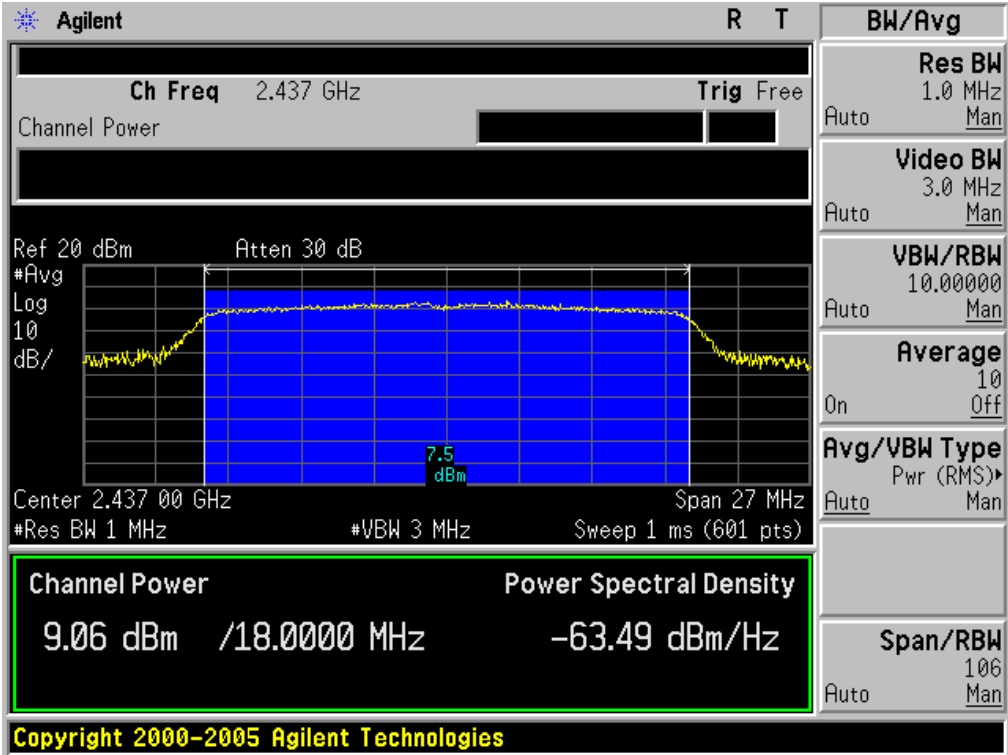 Agilent R T
Ch Freq 2.437 GHz Trig Free
Channel Power
Ref 20 dBm Atten 30 dB
#Avg
Log
10
dB/
7.5
dBm
Center 2.437 00 GHz Span 27 MHz
#Res BW 1 MHz #VBW 3 MHz Sweep 1 ms (601 pts)
Channel Power Power Spectral Density
9.06 dBm /18.0000 MHz -63.49 dBm/Hz
Copyright 2000-2005 Agilent Technologies
BW/Avg
Res BW
1.0 MHz
Auto Man
Video BW
3.0 MHz
Auto Man
VBW/RBW
10.00000
Auto Man
Average
10
On Off
Avg/VBW Type
Pwr (RMS)▸
Auto Man
Span/RBW
106
Auto Man